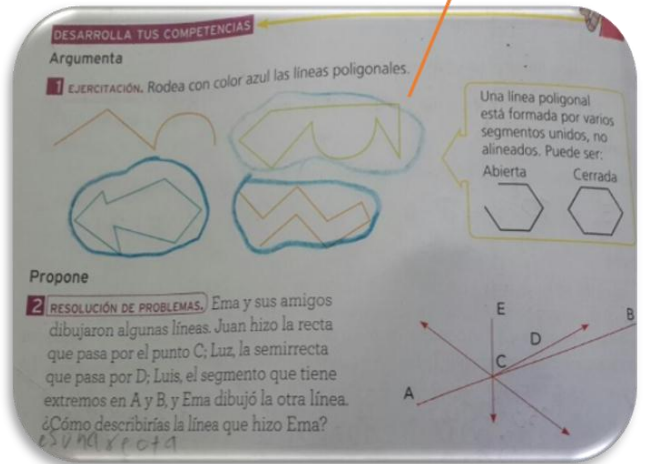 DESARROLLA TUS COMPETENCIAS
Argumenta
1 EJERCITACIÓN. Rodea con color azul las líneas poligonales.
Una línea poligonal
está formada por varios
segmentos unidos, no
alineados. Puede ser:
Abierta Cerrada
Propone
2 RESOLUCIÓN DE PROBLEMAS. Ema y sus amigos
dibujaron algunas líneas. Juan hizo la recta
que pasa por el punto C; Luz, la semirrecta
que pasa por D; Luis, el segmento que tiene
extremos en A y B, y Ema dibujó la otra línea.
¿Cómo describirías la línea que hizo Ema?
es una recta
E
B
D
C
A